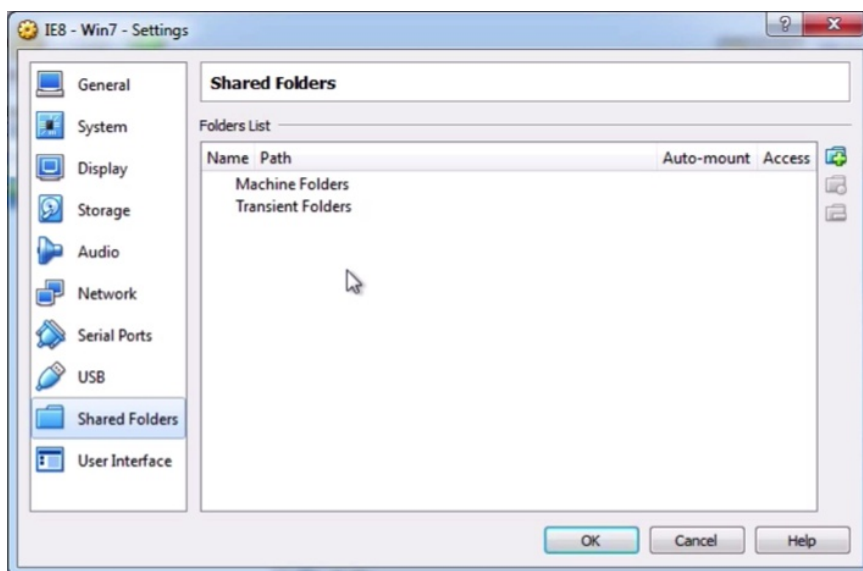 IE8 - Win7 - Settings
?
General
System
Display
Storage
Audio
Network
Serial Ports
USB
Shared Folders
User Interface
Shared Folders
Folders List
Name Path Auto-mount Access
Machine Folders
Transient Folders
OK Cancel Help